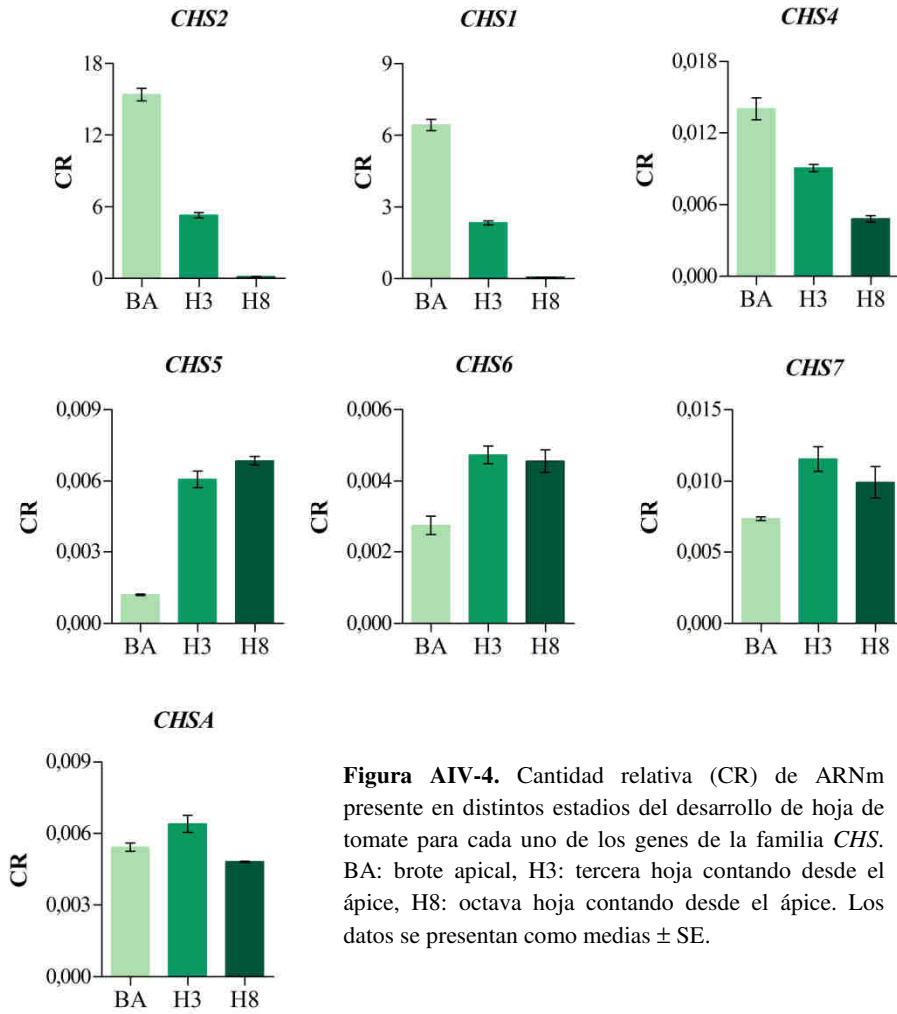 CHS2
CHS1
CHS4
18
12
6
0
CR
BA H3 H8
9
6
3
0
CR
BA H3 H8
0,018
0,012
0,006
0,000
CR
BA H3 H8
CHS5
CHS6
CHS7
0,009
0,006
0,003
0,000
CR
BA H3 H8
0,006
0,004
0,002
0,000
CR
BA H3 H8
0,015
0,010
0,005
0,000
CR
BA H3 H8
CHSA
0,009
0,006
0,003
0,000
CR
BA H3 H8
Figura AIV-4. Cantidad relativa (CR) de ARNm
presente en distintos estadios del desarrollo de hoja de
tomate para cada uno de los genes de la familia CHS.
BA: brote apical, H3: tercera hoja contando desde el
ápice, H8: octava hoja contando desde el ápice. Los
datos se presentan como medias ± SE.